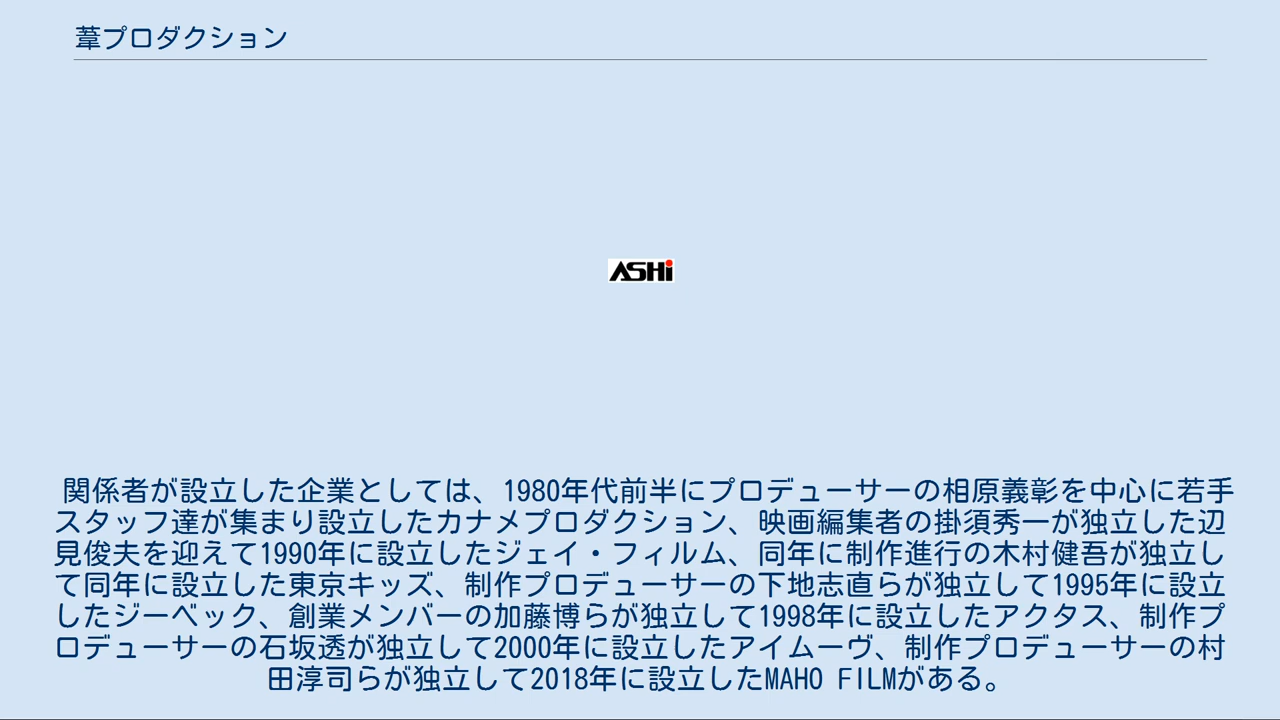 葦プロダクション
ASHi
関係者が設立した企業としては、1980年代前半にプロデューサーの相原義彰を中心に若手
スタッフ達が集まり設立したカナメプロダクション、映画編集者の掛須秀一が独立した辺
見俊夫を迎えて1990年に設立したジェイ・フィルム、同年に制作進行の木村健吾が独立し
て同年に設立した東京キッズ、制作プロデューサーの下地志直らが独立して1995年に設立
したジーベック、創業メンバーの加藤博らが独立して1998年に設立したアクタス、制作プ
ロデューサーの石坂透が独立して2000年に設立したアイムーヴ、制作プロデューサーの村
田淳司らが独立して2018年に設立したMAHO FILMがある。